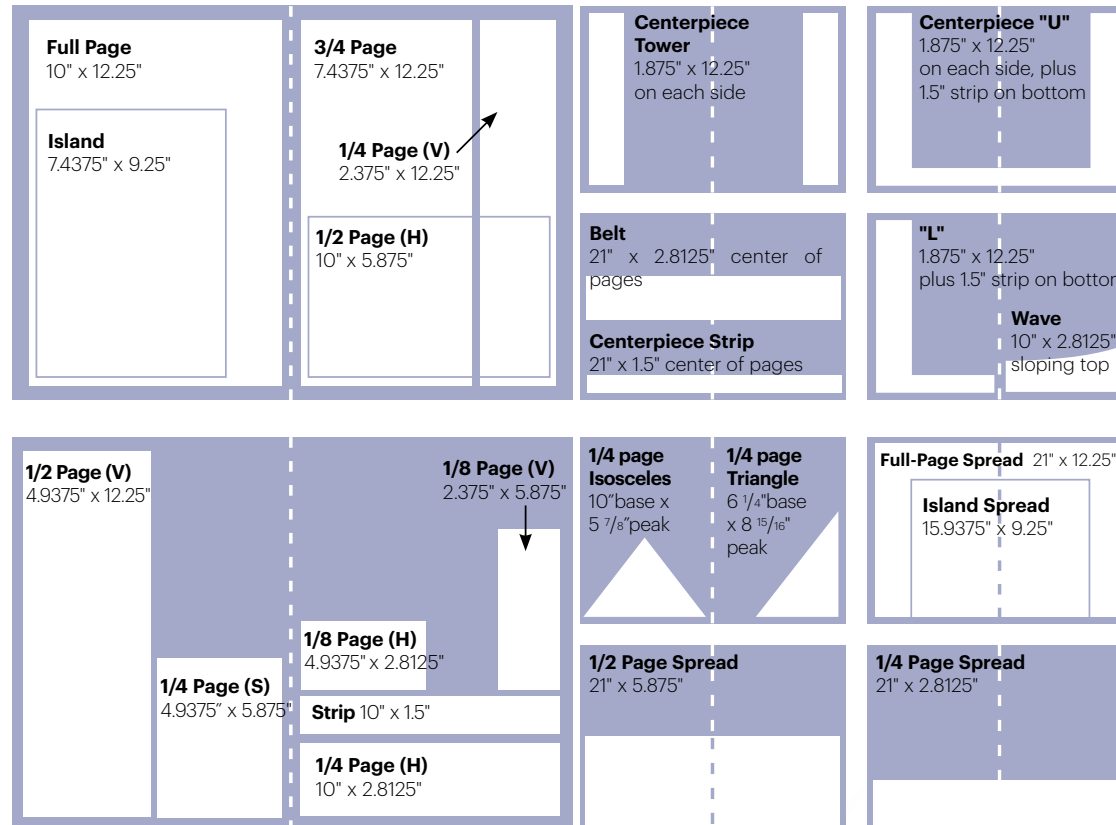 Full Page
10" x 12.25"
Island
7.4375" x 9.25"
3/4 Page
7.4375" x 12.25"
1/4 Page (V)
2.375" x 12.25"
1/2 Page (H)
10" x 5.875"
Centerpiece
Tower
1.875" x 12.25"
on each side
Centerpiece "U"
1.875" x 12.25"
on each side, plus
1.5" strip on bottom
Belt
21" x 2.8125" center of
pages
Centerpiece Strip
21" x 1.5" center of pages
"L"
1.875" x 12.25"
plus 1.5" strip on bottom
Wave
10" x 2.8125"
sloping top
1/2 Page (V)
4.9375" x 12.25"
1/4 Page (S)
4.9375″ x 5.875"
1/8 Page (V)
2.375" x 5.875"
1/8 Page (H)
4.9375" x 2.8125"
Strip 10" x 1.5"
1/4 Page (H)
10" x 2.8125"
1/4 page
Isosceles
10″base x
5 7/8″peak
1/4 page
Triangle
6 1/4"base
x 8 15/16"
peak
Full-Page Spread 21" x 12.25"
Island Spread
15.9375" x 9.25"
1/2 Page Spread
21" x 5.875"
1/4 Page Spread
21" x 2.8125"